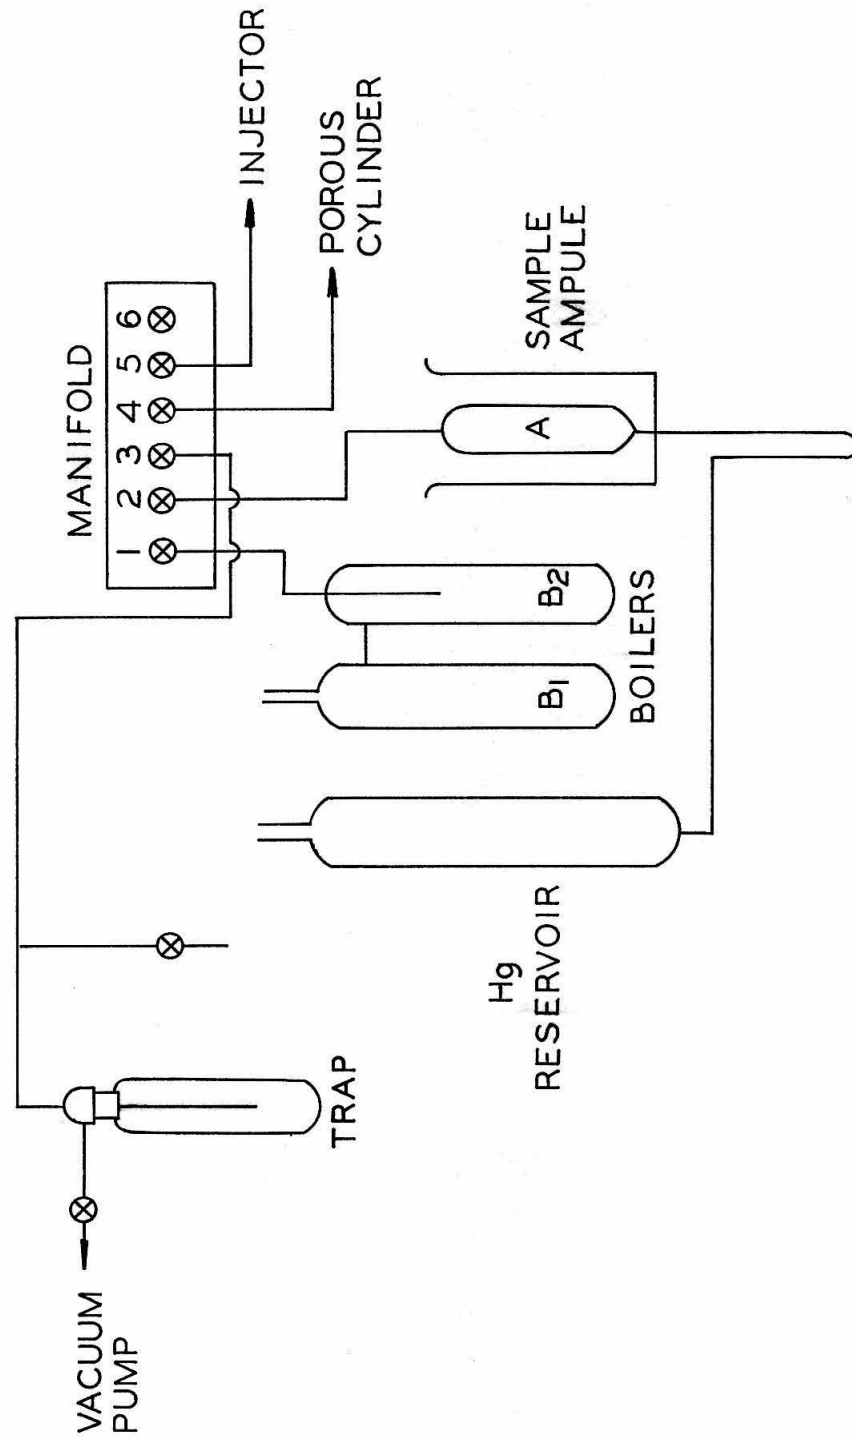 MANIFOLD
1 2 3 4 5 6
INJECTOR
POROUS
CYLINDER
VACUUM
PUMP
TRAP
Hg
RESERVOIR
B1
B2
BOILERS
A
SAMPLE
AMPULE